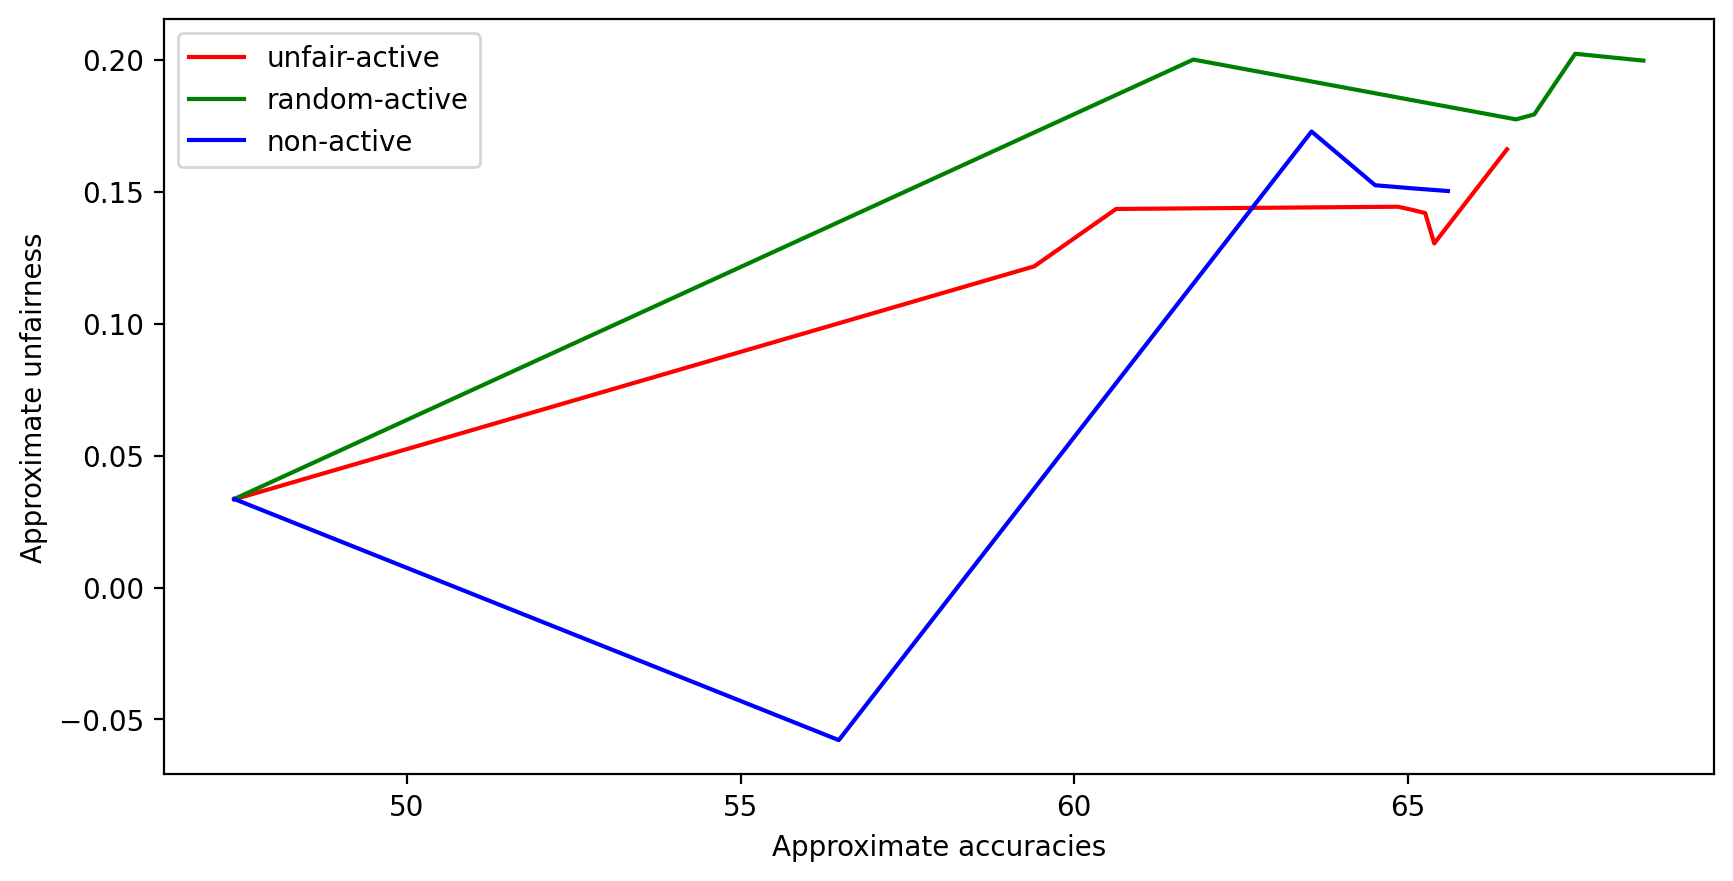 unfair-active
random-active
non-active
0.20
0.15
0.10
0.05
0.00
−0.05
Approximate unfairness
50
55
60
65
Approximate accuracies